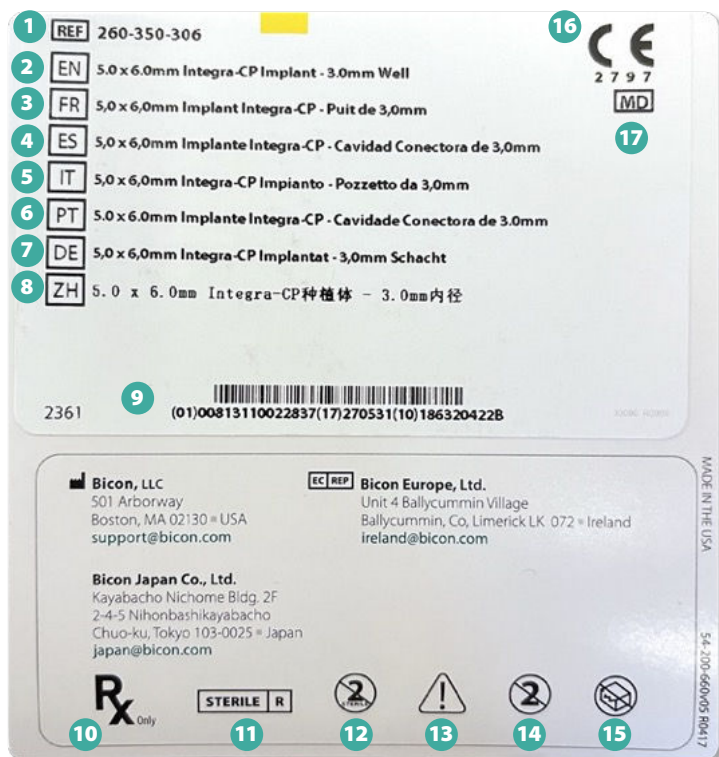 1 REF 260-350-306
2 EN 5.0 x 6.0mm Integra-CP Implant - 3.0mm Well
3 FR 5,0 x 6,0mm Implant Integra-CP - Puit de 3,0mm
4 ES 5,0 x 6,0mm Implante Integra-CP - Cavidad Conectora de 3,0mm
5 IT 5,0 x 6,0mm Integra-CP Impianto - Pozzetto da 3,0mm
6 PT 5.0 x 6.0mm Implante Integra-CP - Cavidade Conectora de 3.0mm
7 DE 5,0 x 6,0mm Integra-CP Implantat - 3,0mm Schacht
8 ZH 5.0 x 6.0mm Integra-CP种植体 - 3.0mm内径
16 CE
2797
MD
17
9
2361
(01)00813110022837(17)270531(10)186320422B
Bicon, LLC
501 Arborway
Boston, MA 02130 ▪ USA
support@bicon.com
EC REP Bicon Europe, Ltd.
Unit 4 Ballycummin Village
Ballycummin, Co, Limerick LK 072 ▪ Ireland
ireland@bicon.com
Bicon Japan Co., Ltd.
Kayabacho Nichome Bldg. 2F
2-4-5 Nihonbashikayabacho
Chuo-ku, Tokyo 103-0025 ▪ Japan
japan@bicon.com
Rx Only
STERILE R
2 STERILE
!
2
10 11 12 13 14 15
MADE IN THE USA
54-200-660v05 R0417